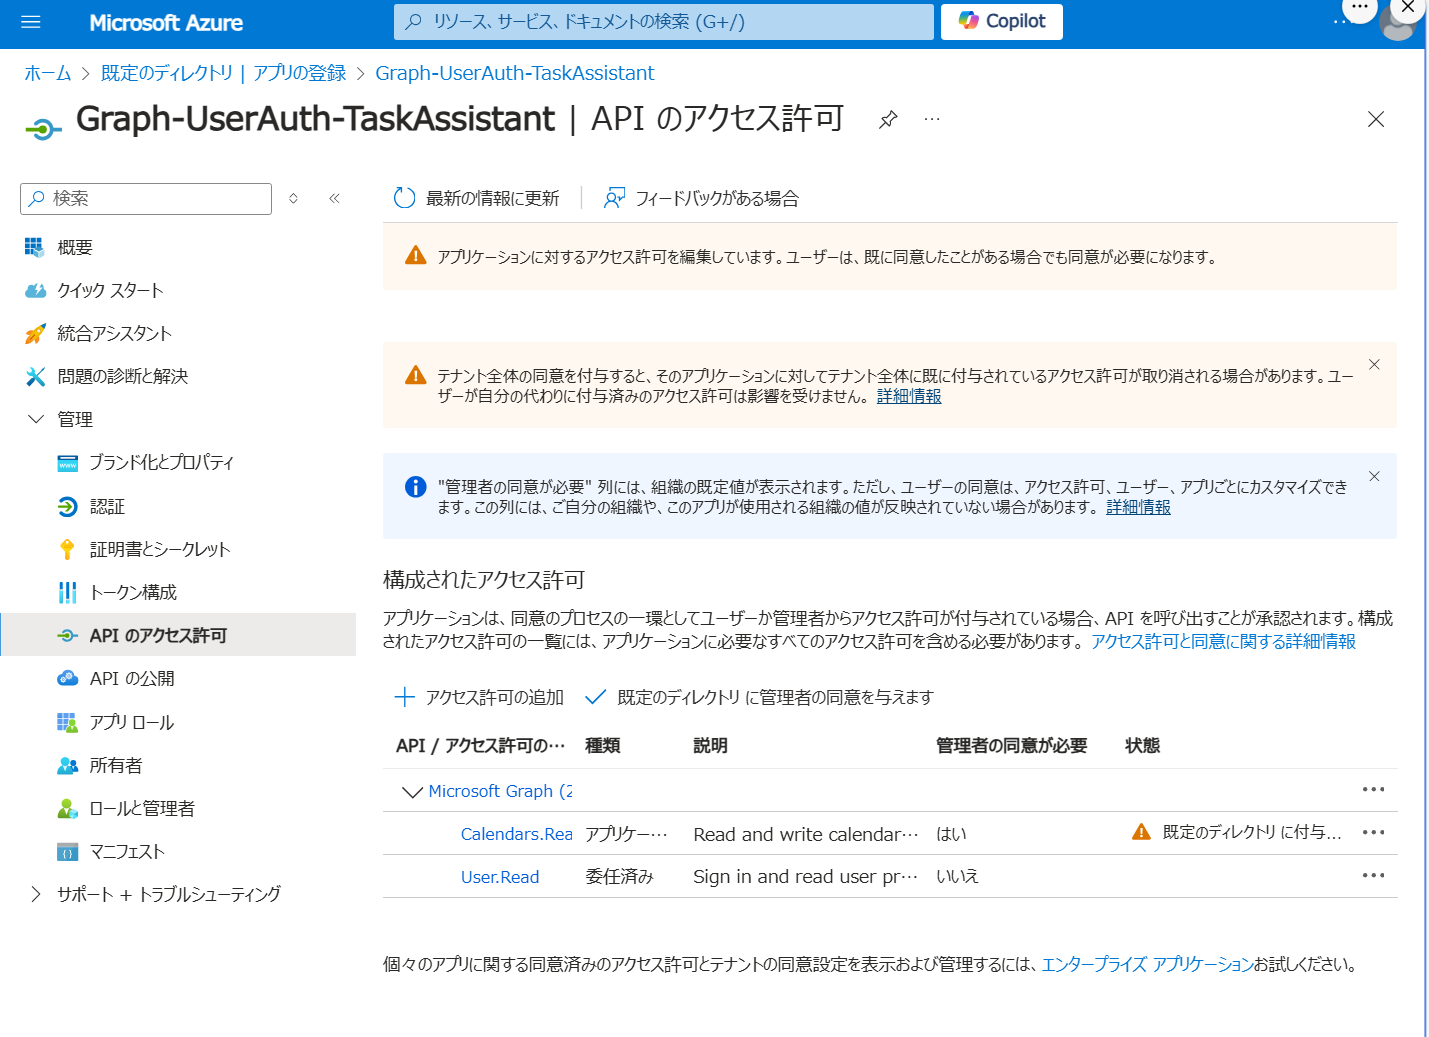 Microsoft Azure
リソース、サービス、ドキュメントの検索 (G+/)
Copilot
ホーム > 既定のディレクトリ | アプリの登録 > Graph-UserAuth-TaskAssistant
Graph-UserAuth-TaskAssistant | API のアクセス許可
検索
概要
クイック スタート
統合アシスタント
問題の診断と解決
管理
ブランド化とプロパティ
認証
証明書とシークレット
トークン構成
API のアクセス許可
API の公開
アプリ ロール
所有者
ロールと管理者
マニフェスト
サポート + トラブルシューティング
最新の情報に更新
フィードバックがある場合
アプリケーションに対するアクセス許可を編集しています。ユーザーは、既に同意したことがある場合でも同意が必要になります。
テナント全体の同意を付与すると、そのアプリケーションに対してテナント全体に既に付与されているアクセス許可が取り消される場合があります。ユー
ザーが自分の代わりに付与済みのアクセス許可は影響を受けません。 詳細情報
"管理者の同意が必要" 列には、組織の既定値が表示されます。ただし、ユーザーの同意は、アクセス許可、ユーザー、アプリごとにカスタマイズでき
ます。この列には、ご自分の組織や、このアプリが使用される組織の値が反映されていない場合があります。 詳細情報
構成されたアクセス許可
アプリケーションは、同意のプロセスの一環としてユーザーか管理者からアクセス許可が付与されている場合、API を呼び出すことが承認されます。構成
されたアクセス許可の一覧には、アプリケーションに必要なすべてのアクセス許可を含める必要があります。 アクセス許可と同意に関する詳細情報
アクセス許可の追加
既定のディレクトリ に管理者の同意を与えます
API / アクセス許可の… 種類 説明 管理者の同意が必要 状態
Microsoft Graph (2
Calendars.Rea アプリケー… Read and write calendar… はい 既定のディレクトリ に付与...
User.Read 委任済み Sign in and read user pr… いいえ
個々のアプリに関する同意済みのアクセス許可とテナントの同意設定を表示および管理するには、エンタープライズ アプリケーションお試しください。